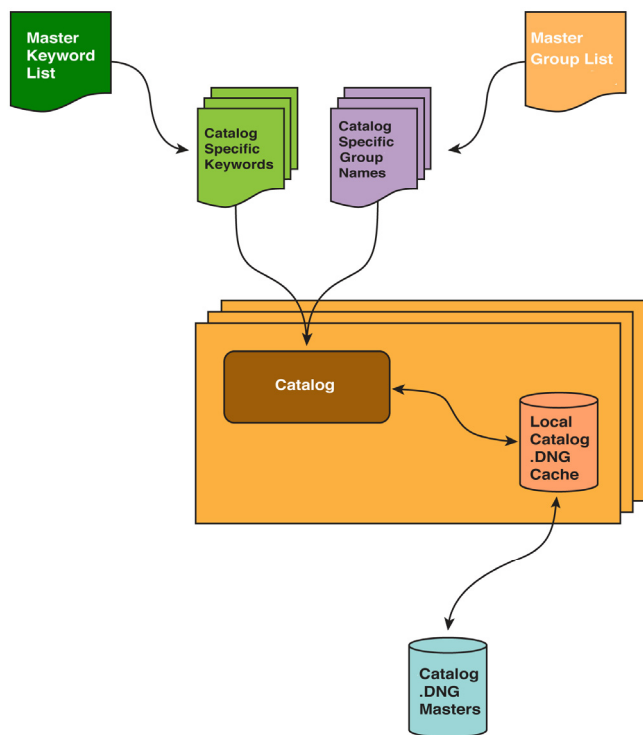 Master
Keyword
List
Master
Group List
Catalog
Specific
Keywords
Catalog
Specific
Group
Names
Catalog
Local
Catalog
.DNG
Cache
Catalog
.DNG
Masters